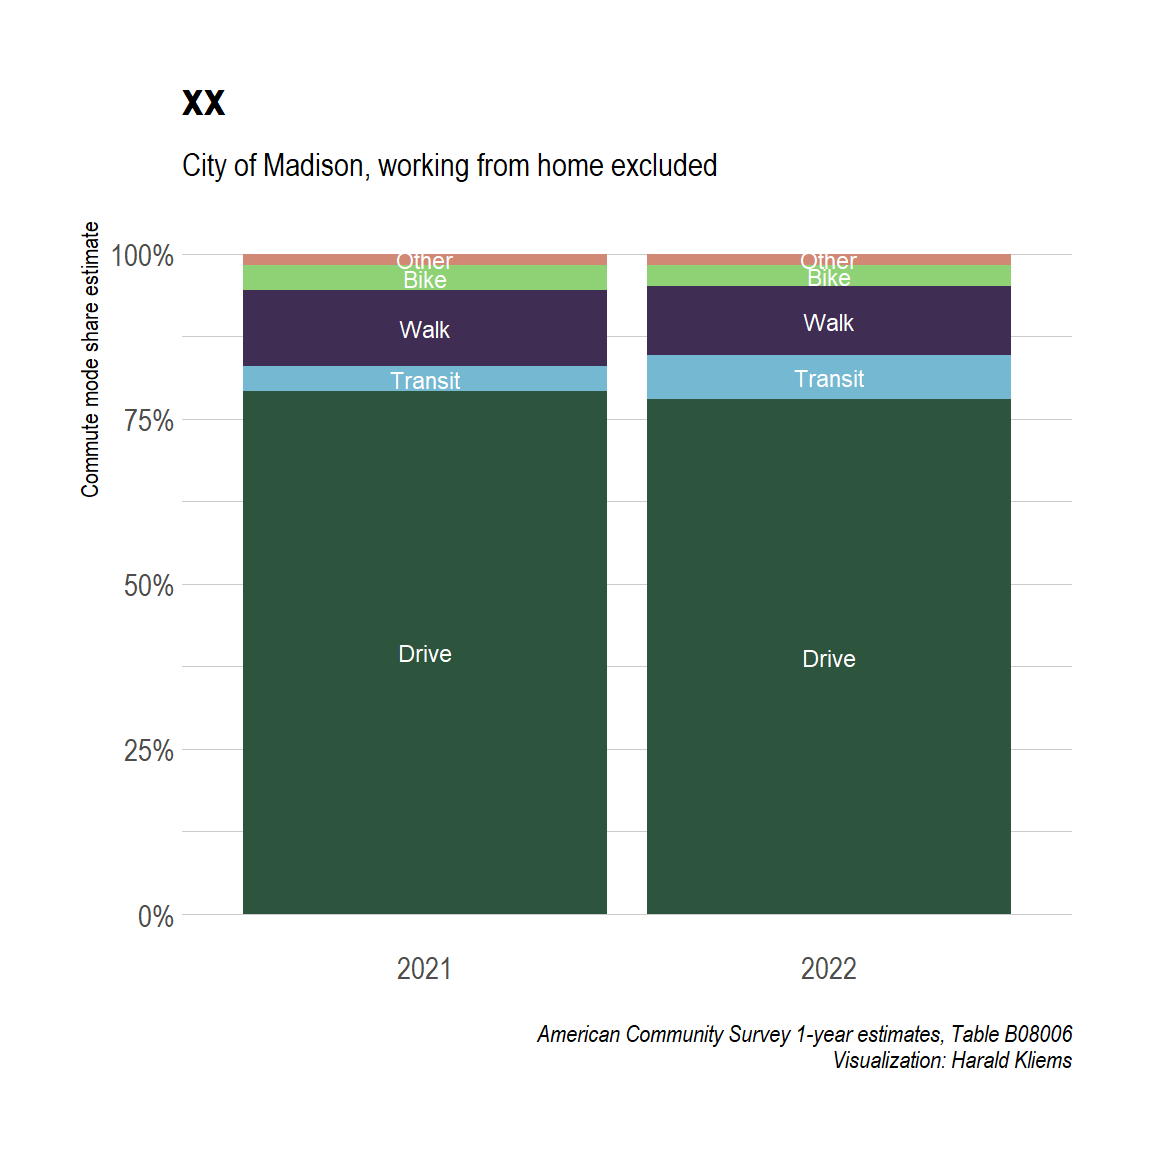 xx
City of Madison, working from home excluded
Commute mode share estimate
100%
75%
50%
25%
0%
Other
Bike
Walk
Transit
Drive
Other
Bike
Walk
Transit
Drive
2021
2022
American Community Survey 1-year estimates, Table B08006
Visualization: Harald Kliems